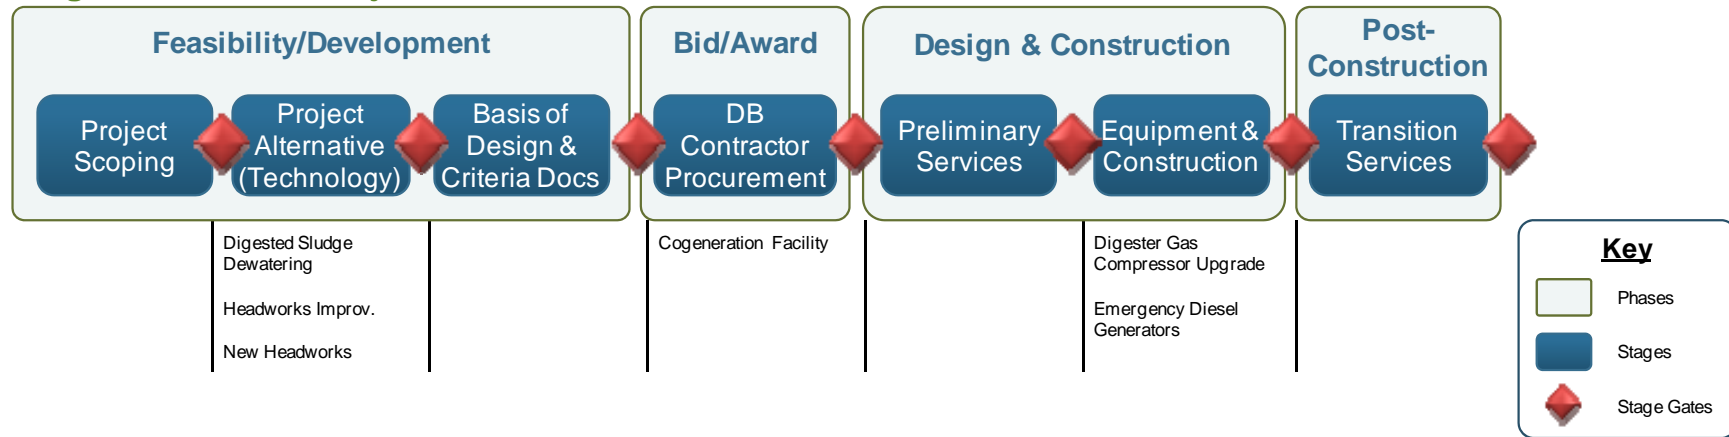 Feasibility/Development
Bid/Award
Design & Construction
Post-
Construction
Project
Scoping
Project
Alternative
(Technology)
Basis of
Design &
Criteria Docs
DB
Contractor
Procurement
Preliminary
Services
Equipment &
Construction
Transition
Services
Digested Sludge
Dewatering
Headworks Improv.
New Headworks
Cogeneration Facility
Digester Gas
Compressor Upgrade
Emergency Diesel
Generators
Key
Phases
Stages
Stage Gates